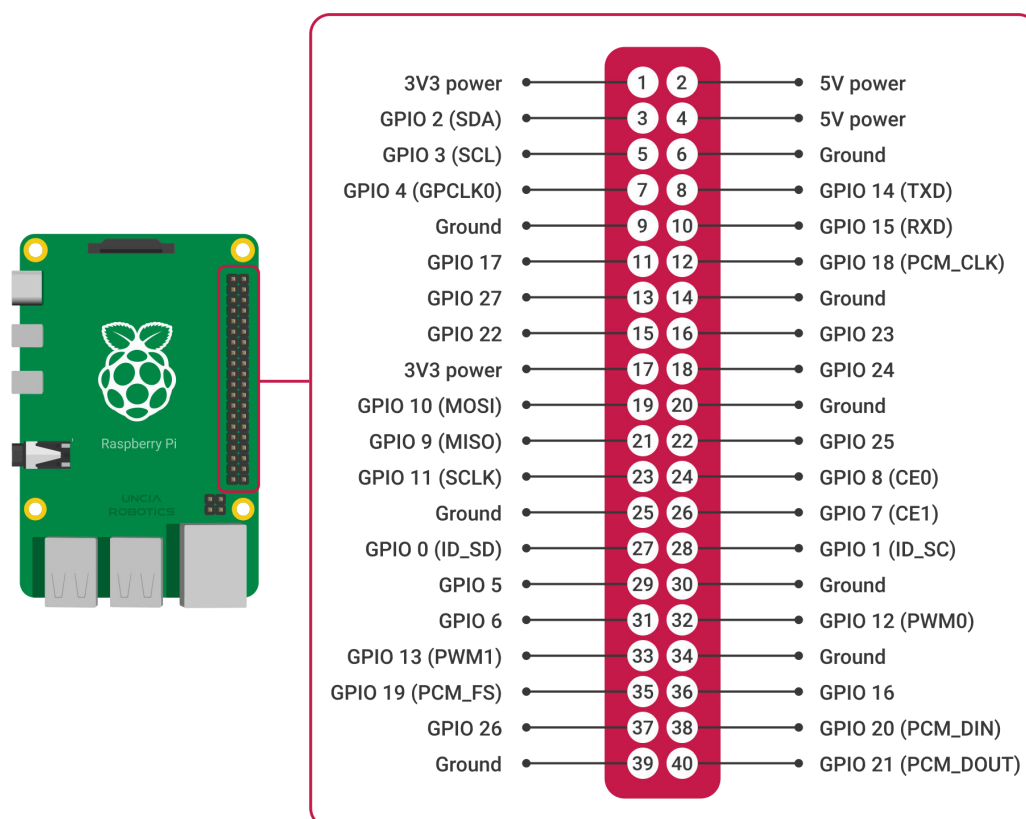 3V3 power 1 2 5V power
GPIO 2 (SDA) 3 4 5V power
GPIO 3 (SCL) 5 6 Ground
GPIO 4 (GPCLK0) 7 8 GPIO 14 (TXD)
Ground 9 10 GPIO 15 (RXD)
GPIO 17 11 12 GPIO 18 (PCM_CLK)
GPIO 27 13 14 Ground
GPIO 22 15 16 GPIO 23
3V3 power 17 18 GPIO 24
GPIO 10 (MOSI) 19 20 Ground
GPIO 9 (MISO) 21 22 GPIO 25
GPIO 11 (SCLK) 23 24 GPIO 8 (CE0)
Ground 25 26 GPIO 7 (CE1)
GPIO 0 (ID_SD) 27 28 GPIO 1 (ID_SC)
GPIO 5 29 30 Ground
GPIO 6 31 32 GPIO 12 (PWM0)
GPIO 13 (PWM1) 33 34 Ground
GPIO 19 (PCM_FS) 35 36 GPIO 16
GPIO 26 37 38 GPIO 20 (PCM_DIN)
Ground 39 40 GPIO 21 (PCM_DOUT)
Raspberry Pi
UNCIA
ROBOTICS